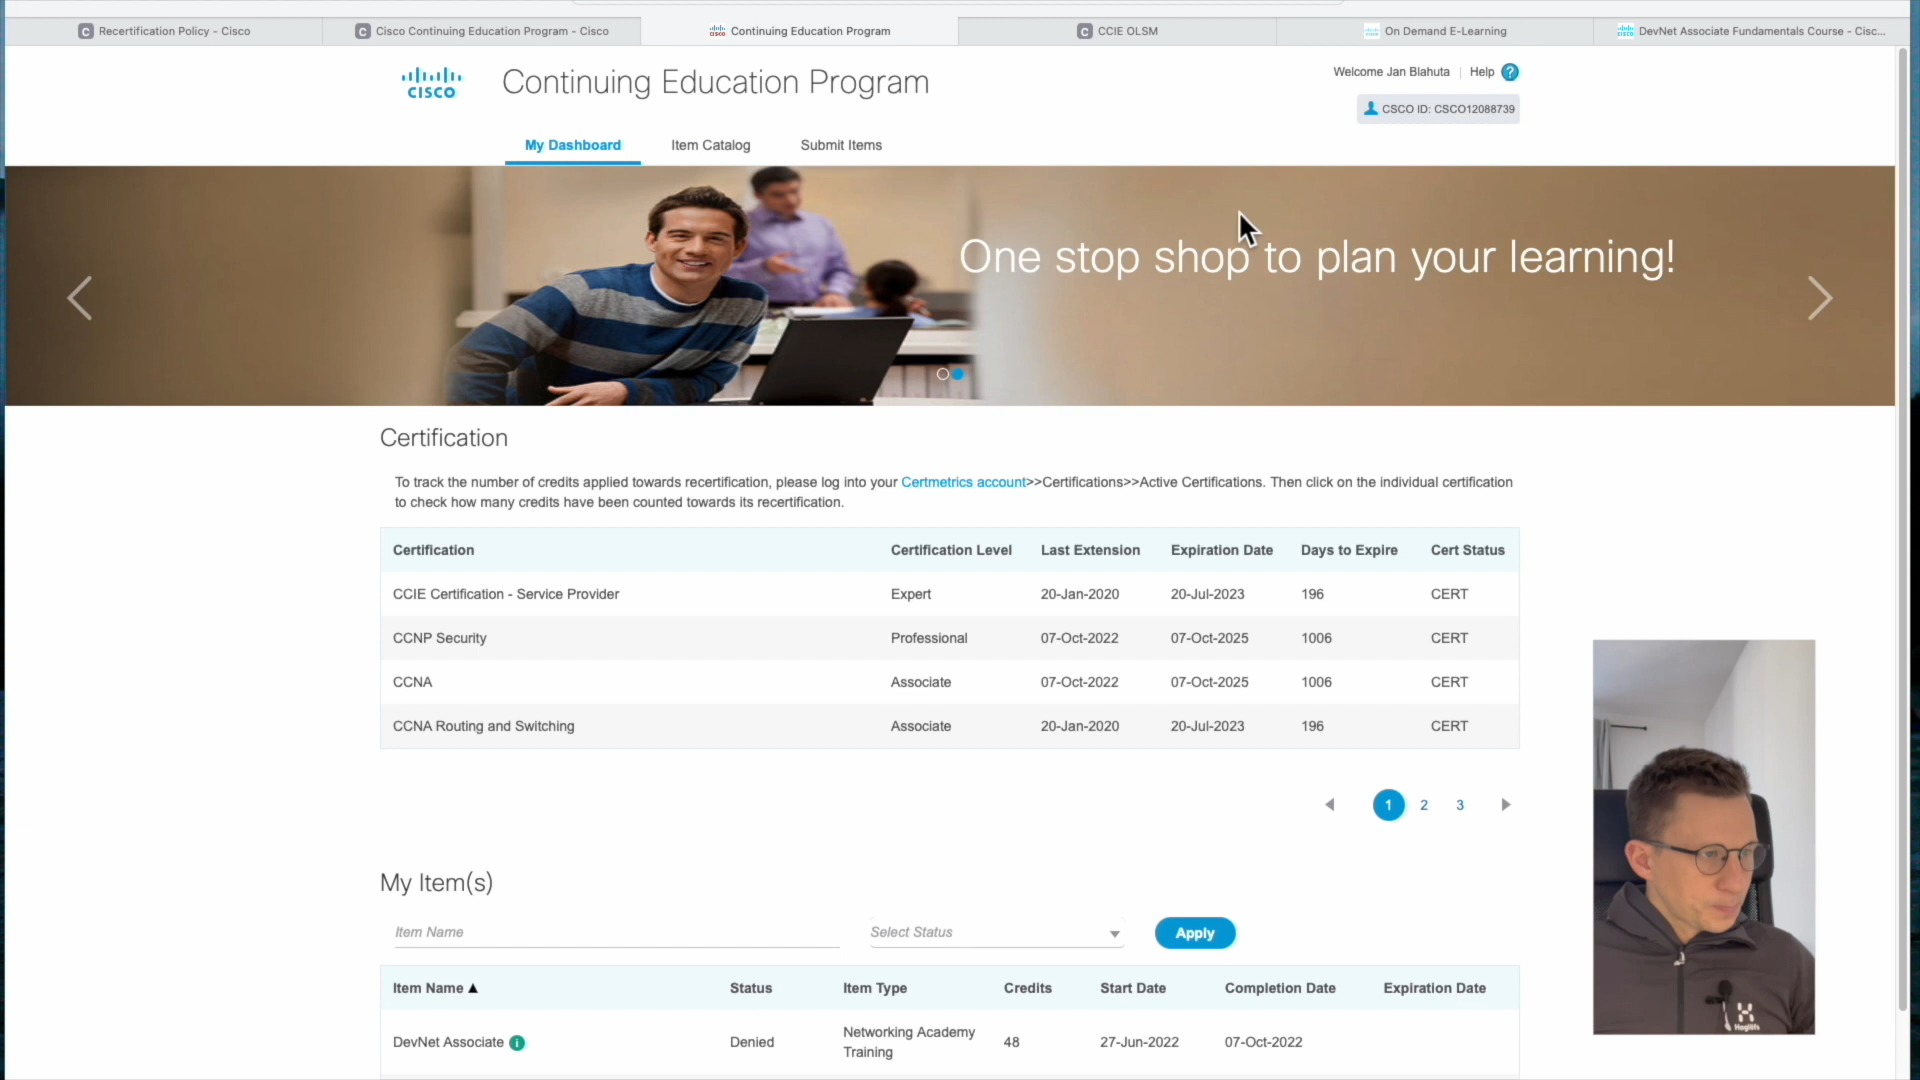 Recertification Policy - Cisco
Cisco Continuing Education Program - Cisco
Continuing Education Program
CCIE OLSM
On Demand E-Learning
DevNet Associate Fundamentals Course - Cisc...
CISCO
Continuing Education Program
Welcome Jan Blahuta
Help
CSCO ID: CSCO12088739
My Dashboard
Item Catalog
Submit Items
One stop shop to plan your learning!
Certification
To track the number of credits applied towards recertification, please log into your Certmetrics account>>Certifications>>Active Certifications. Then click on the individual certification
to check how many credits have been counted towards its recertification.
Certification Certification Level Last Extension Expiration Date Days to Expire Cert Status
CCIE Certification - Service Provider Expert 20-Jan-2020 20-Jul-2023 196 CERT
CCNP Security Professional 07-Oct-2022 07-Oct-2025 1006 CERT
CCNA Associate 07-Oct-2022 07-Oct-2025 1006 CERT
CCNA Routing and Switching Associate 20-Jan-2020 20-Jul-2023 196 CERT
1 2 3
My Item(s)
Item Name
Select Status
Apply
Item Name ▲ Status Item Type Credits Start Date Completion Date Expiration Date
DevNet Associate Denied Networking Academy Training 48 27-Jun-2022 07-Oct-2022
Haglöfs